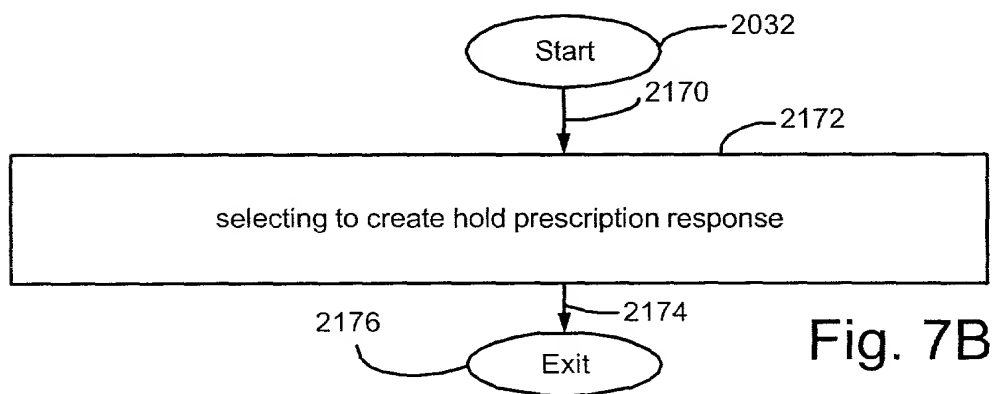 Start
2032
2170
2172
selecting to create hold prescription response
2174
2176
Exit
Fig. 7B